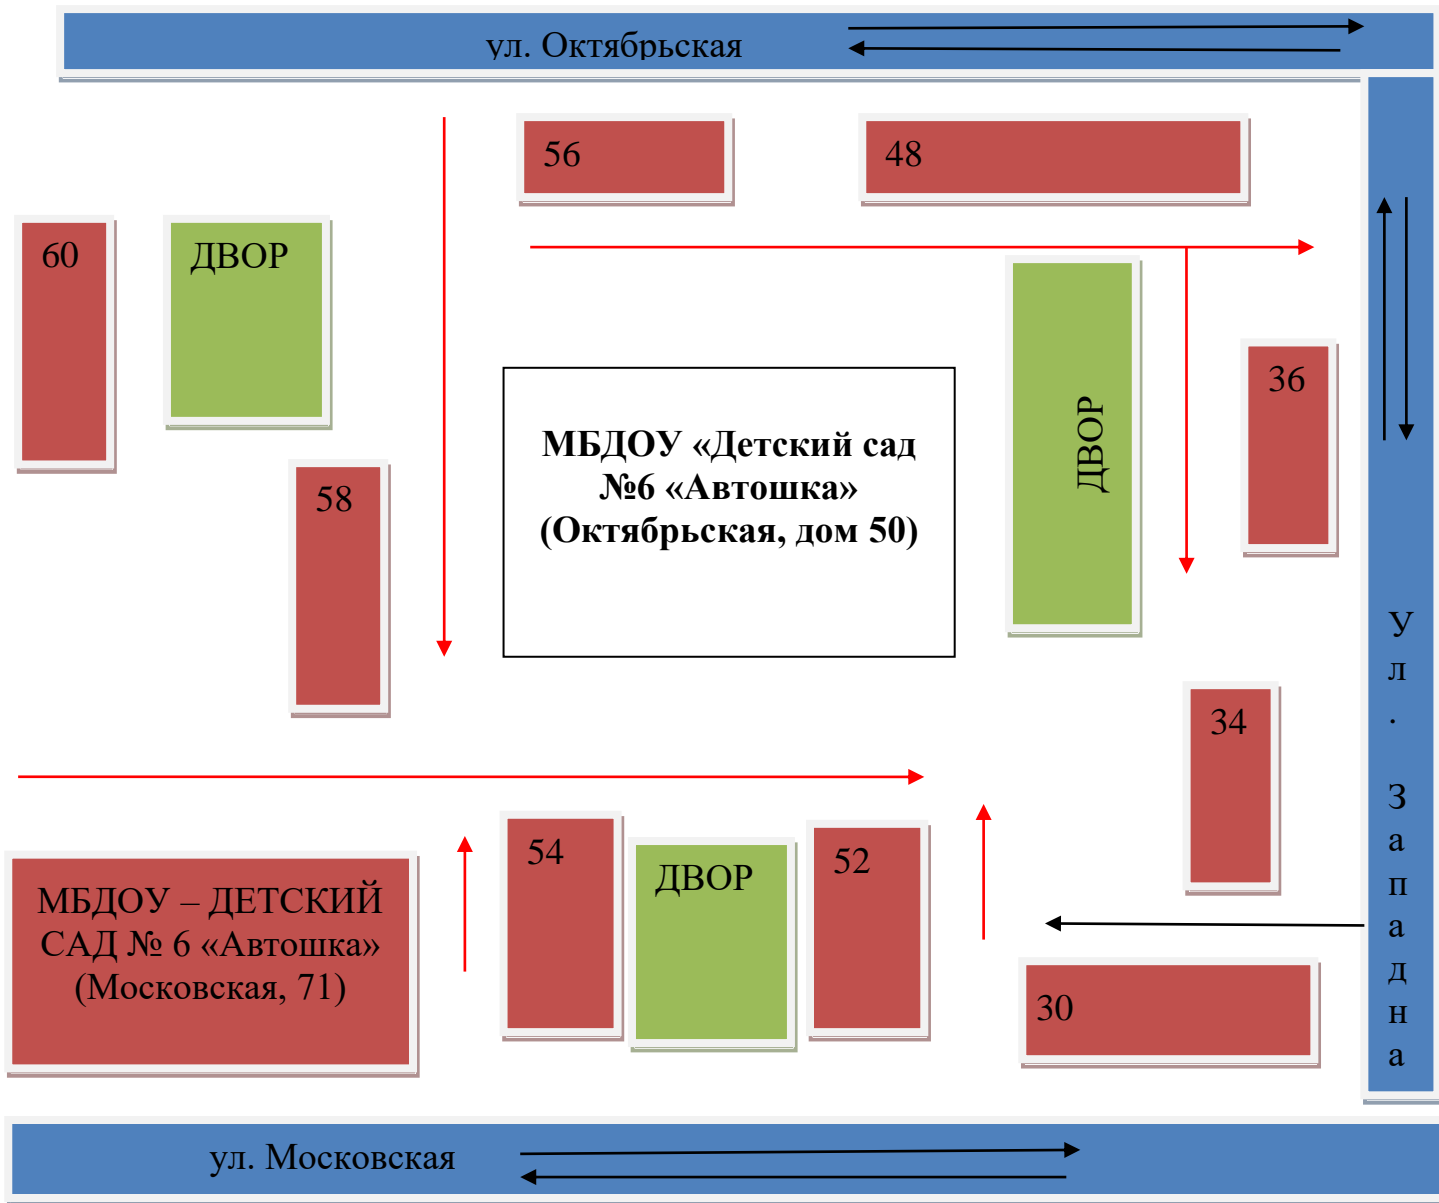 ул. Октябрьская
56
48
60
ДВОР
36
ДВОР
МБДОУ «Детский сад
№6 «Автошка»
(Октябрьская, дом 50)
58
34
54
ДВОР
52
МБДОУ – ДЕТСКИЙ
САД № 6 «Автошка»
(Московская, 71)
30
Ул. Западна
ул. Московская